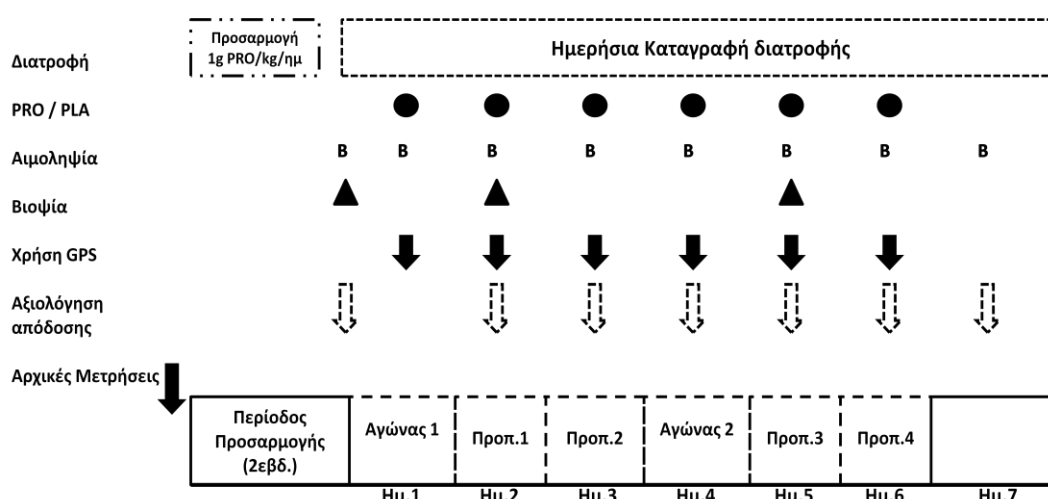 Προσαρμογή
1g PRO/kg/ημ
Ημερήσια Καταγραφή διατροφής
Διατροφή
PRO / PLA
Αιμοληψία B B B B B B B B
Βιοψία
Χρήση GPS
Αξιολόγηση
απόδοσης
Αρχικές Μετρήσεις
Περίοδος
Προσαρμογής
(2εβδ.)
Αγώνας 1 Προπ.1 Προπ.2 Αγώνας 2 Προπ.3 Προπ.4
Ημ.1 Ημ.2 Ημ.3 Ημ.4 Ημ.5 Ημ.6 Ημ.7